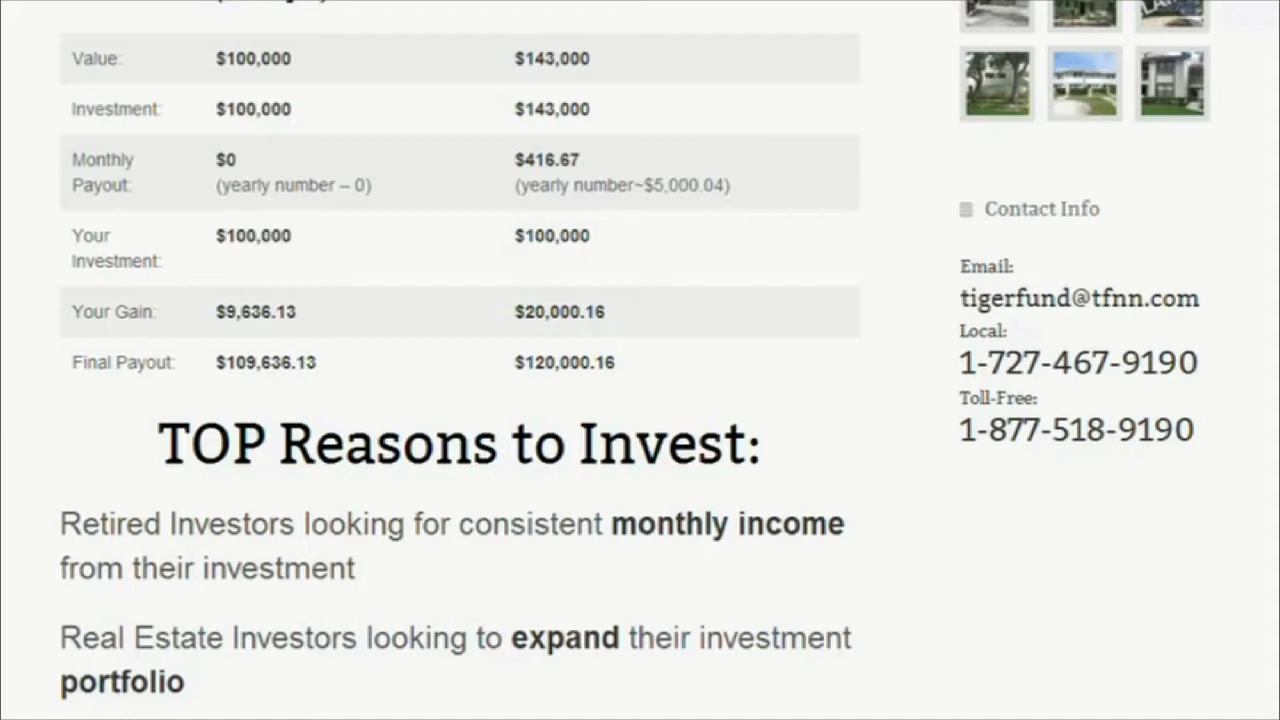 Value: $100,000 $143,000
Investment: $100,000 $143,000
Monthly $0 $416.67
Payout: (yearly number – 0) (yearly number~$5,000.04)
Your $100,000 $100,000
Investment:
Your Gain: $9,636.13 $20,000.16
Final Payout: $109,636.13 $120,000.16
TOP Reasons to Invest:
Retired Investors looking for consistent monthly income
from their investment
Real Estate Investors looking to expand their investment
portfolio
Contact Info
Email:
tigerfund@tfnn.com
Local:
1-727-467-9190
Toll-Free:
1-877-518-9190